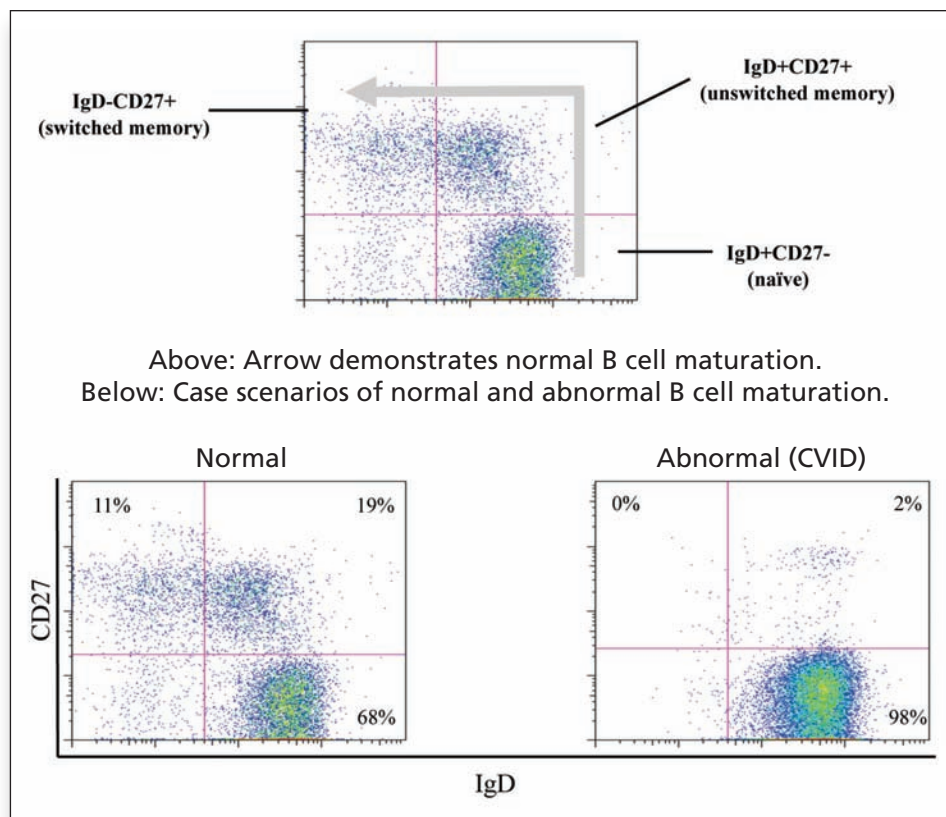 IgD-CD27+
(switched memory)
IgD+CD27+
(unswitched memory)
IgD+CD27-
(naïve)
Above: Arrow demonstrates normal B cell maturation.
Below: Case scenarios of normal and abnormal B cell maturation.
Normal
Abnormal (CVID)
11%
19%
68%
0%
2%
98%
CD27
IgD